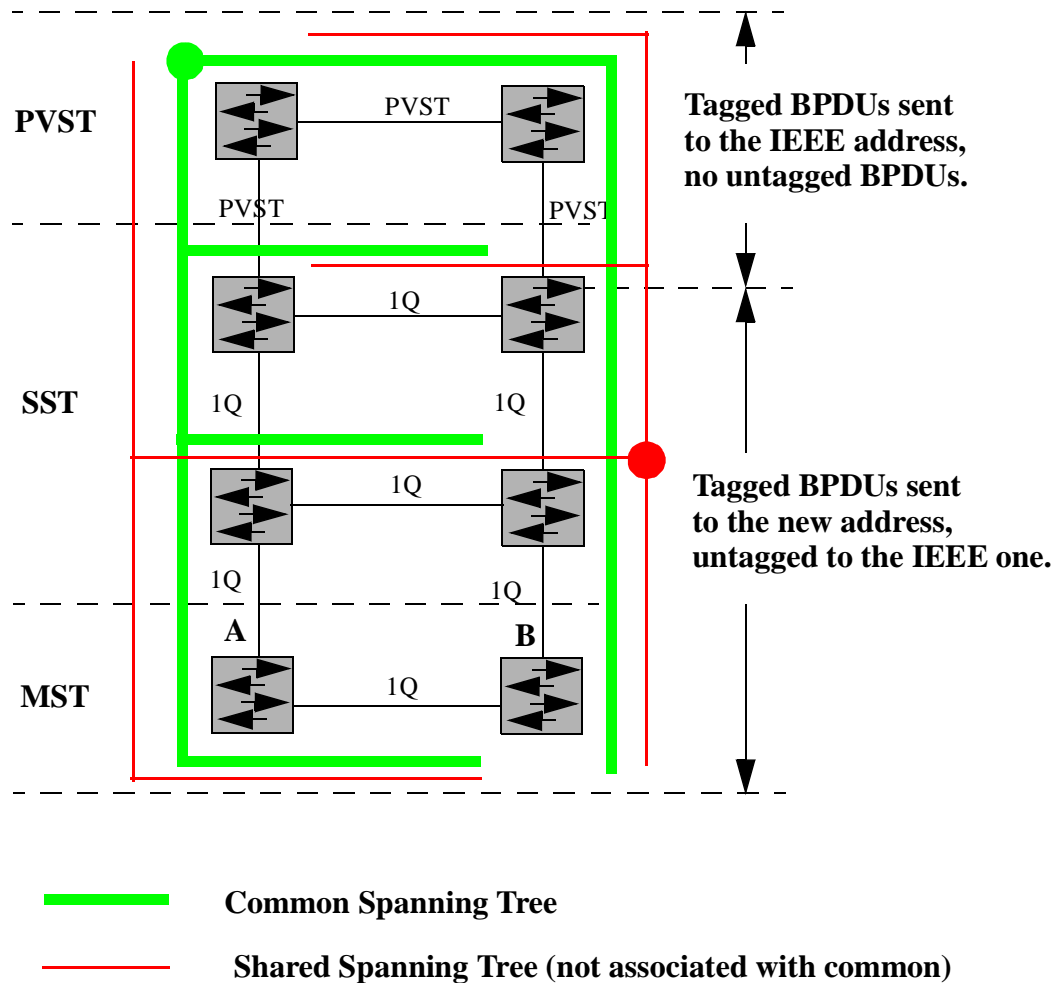 PVST
PVST
Tagged BPDUs sent
to the IEEE address,
no untagged BPDUs.
PVST
PVST
1Q
SST
1Q
1Q
1Q
Tagged BPDUs sent
to the new address,
untagged to the IEEE one.
1Q
1Q
A
B
MST
1Q
Common Spanning Tree
Shared Spanning Tree (not associated with common)